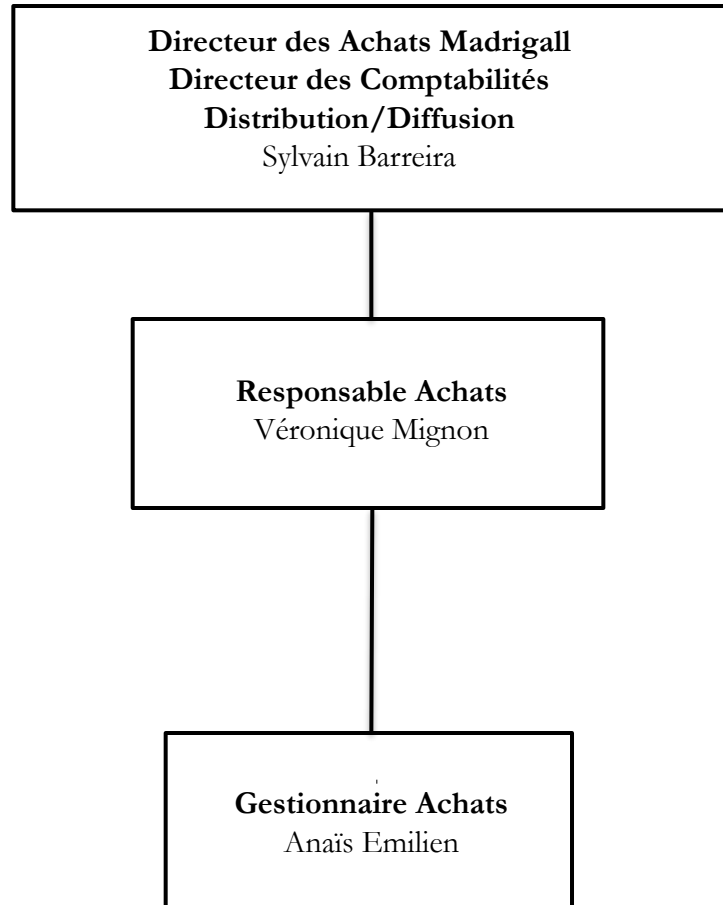 Directeur des Achats Madrigall
Directeur des Comptabilités
Distribution/Diffusion
Sylvain Barreira
Responsable Achats
Véronique Mignon
Gestionnaire Achats
Anaïs Emilien